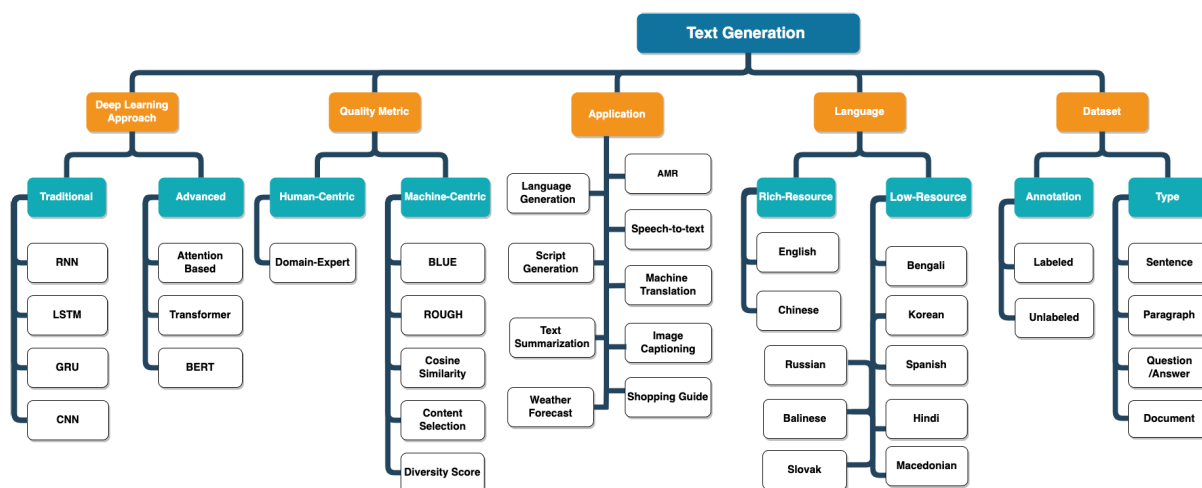 Text Generation
Deep Learning
Approach
Quality Metric
Application
Language
Dataset
Traditional
Advanced
Human-Centric
Machine-Centric
Rich-Resource
Low-Resource
Annotation
Type
RNN
LSTM
GRU
CNN
Attention
Based
Transformer
BERT
Domain-Expert
BLUE
ROUGH
Cosine
Similarity
Content
Selection
Diversity Score
Language
Generation
Script
Generation
Text
Summarization
Weather
Forecast
AMR
Speech-to-text
Machine
Translation
Image
Captioning
Shopping Guide
English
Chinese
Russian
Balinese
Slovak
Bengali
Korean
Spanish
Hindi
Macedonian
Labeled
Unlabeled
Sentence
Paragraph
Question
/Answer
Document